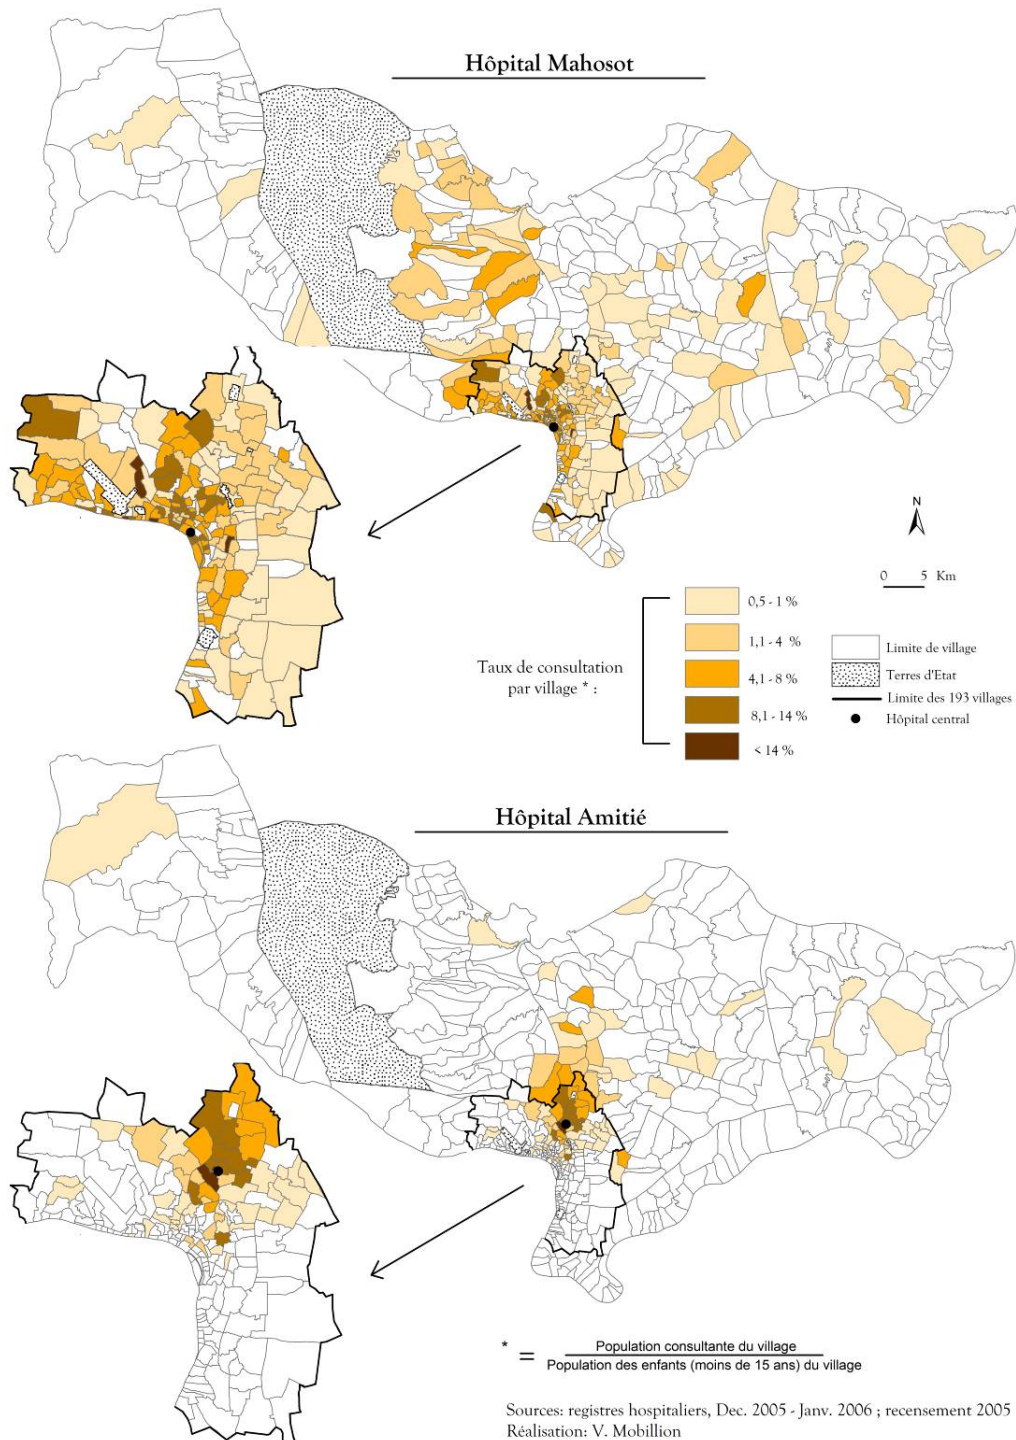 Hôpital Mahosot
N
0 5 Km
Taux de consultation
par village * :
0,5 - 1 %
1,1 - 4 %
4,1 - 8 %
8,1 - 14 %
< 14 %
Limite de village
Terres d'Etat
Limite des 193 villages
Hôpital central
Hôpital Amitié
* = Population consultante du village
Population des enfants (moins de 15 ans) du village
Sources: registres hospitaliers, Dec. 2005 - Janv. 2006 ; recensement 2005
Réalisation: V. Mobillion